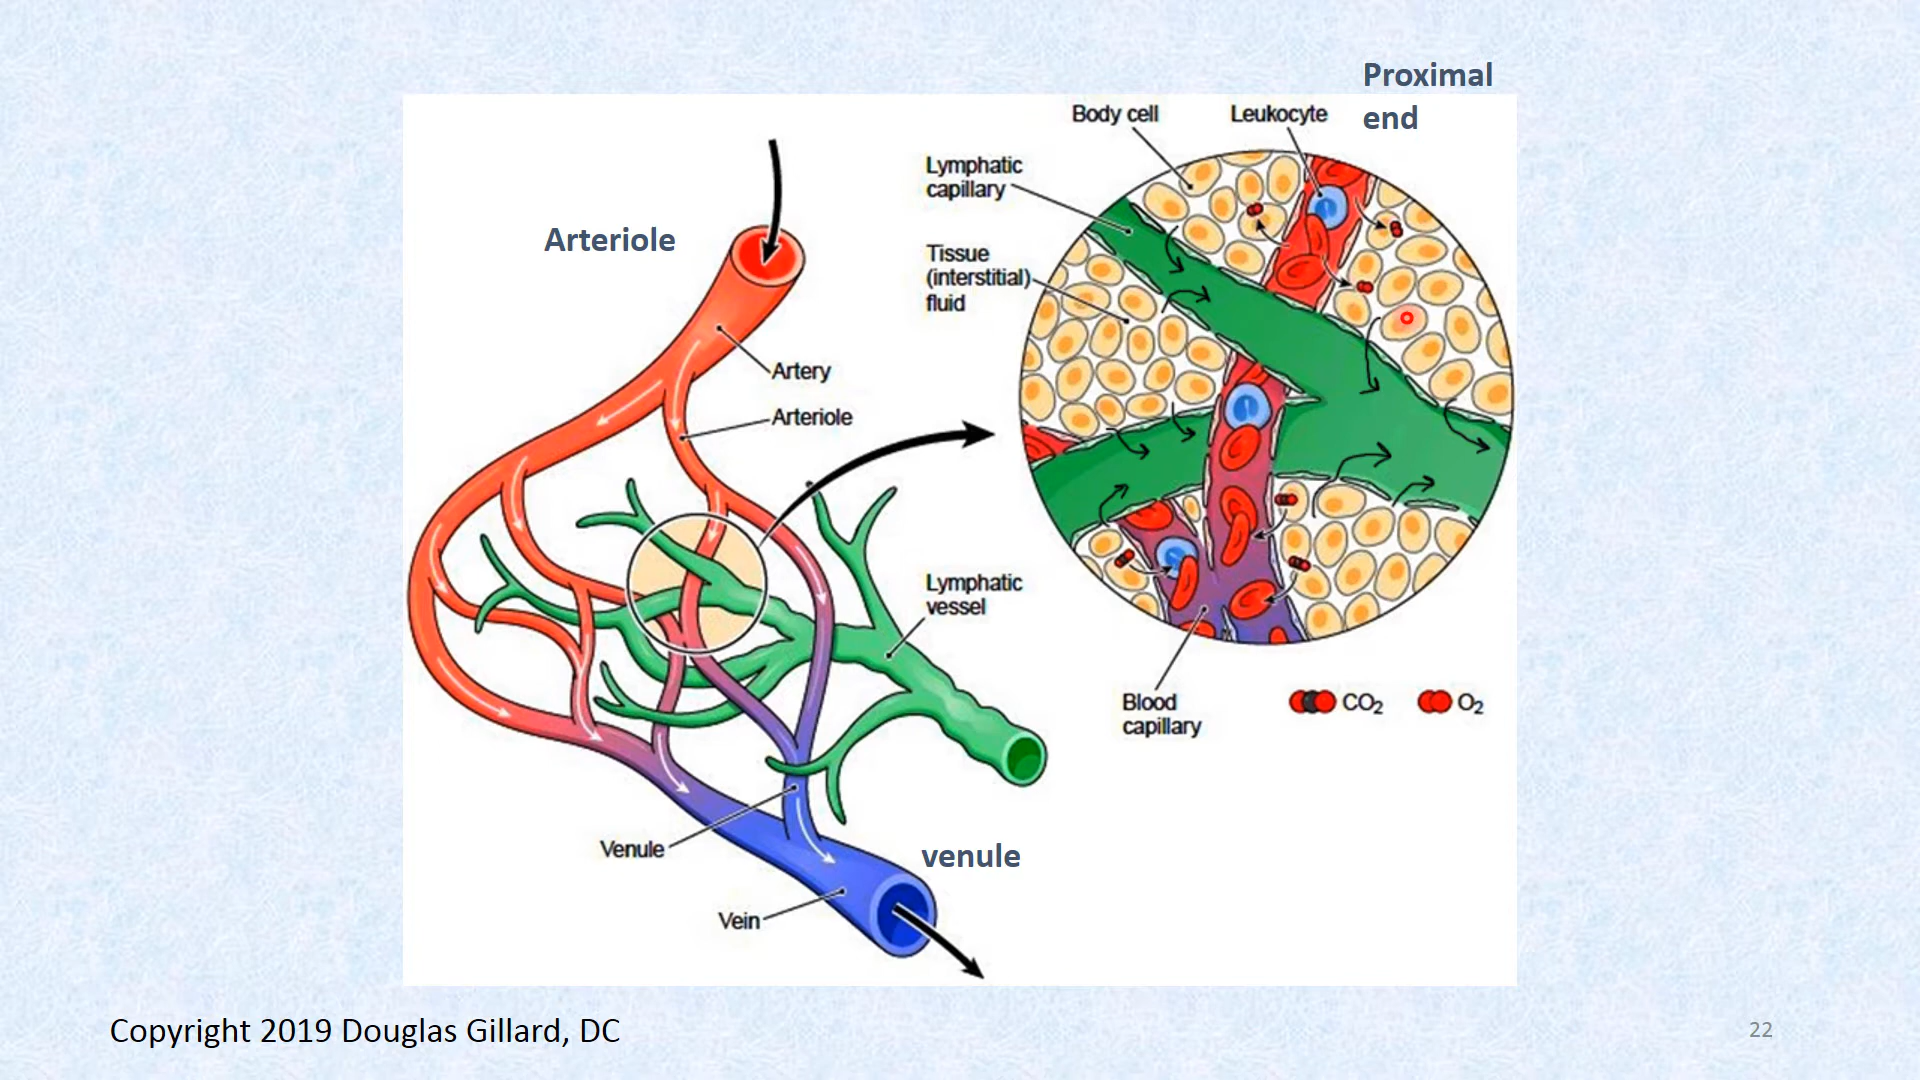 Proximal
end
Body cell
Leukocyte
Lymphatic
capillary
Arteriole
Tissue
(interstitial)
fluid
Artery
Arteriole
Lymphatic
vessel
Blood
capillary
CO₂
O₂
Venule
venule
Vein
Copyright 2019 Douglas Gillard, DC
22